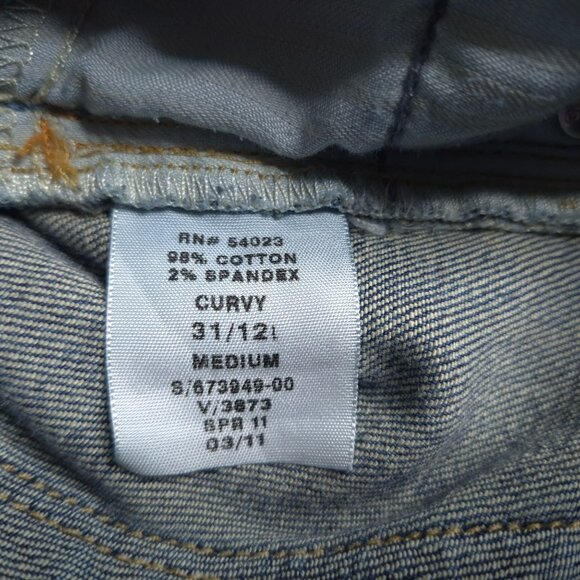 RN# 54023
98% COTTON
2% SPANDEX
CURVY
31/12L
MEDIUM
S/673949-00
V/3873
SPR 11
03/11